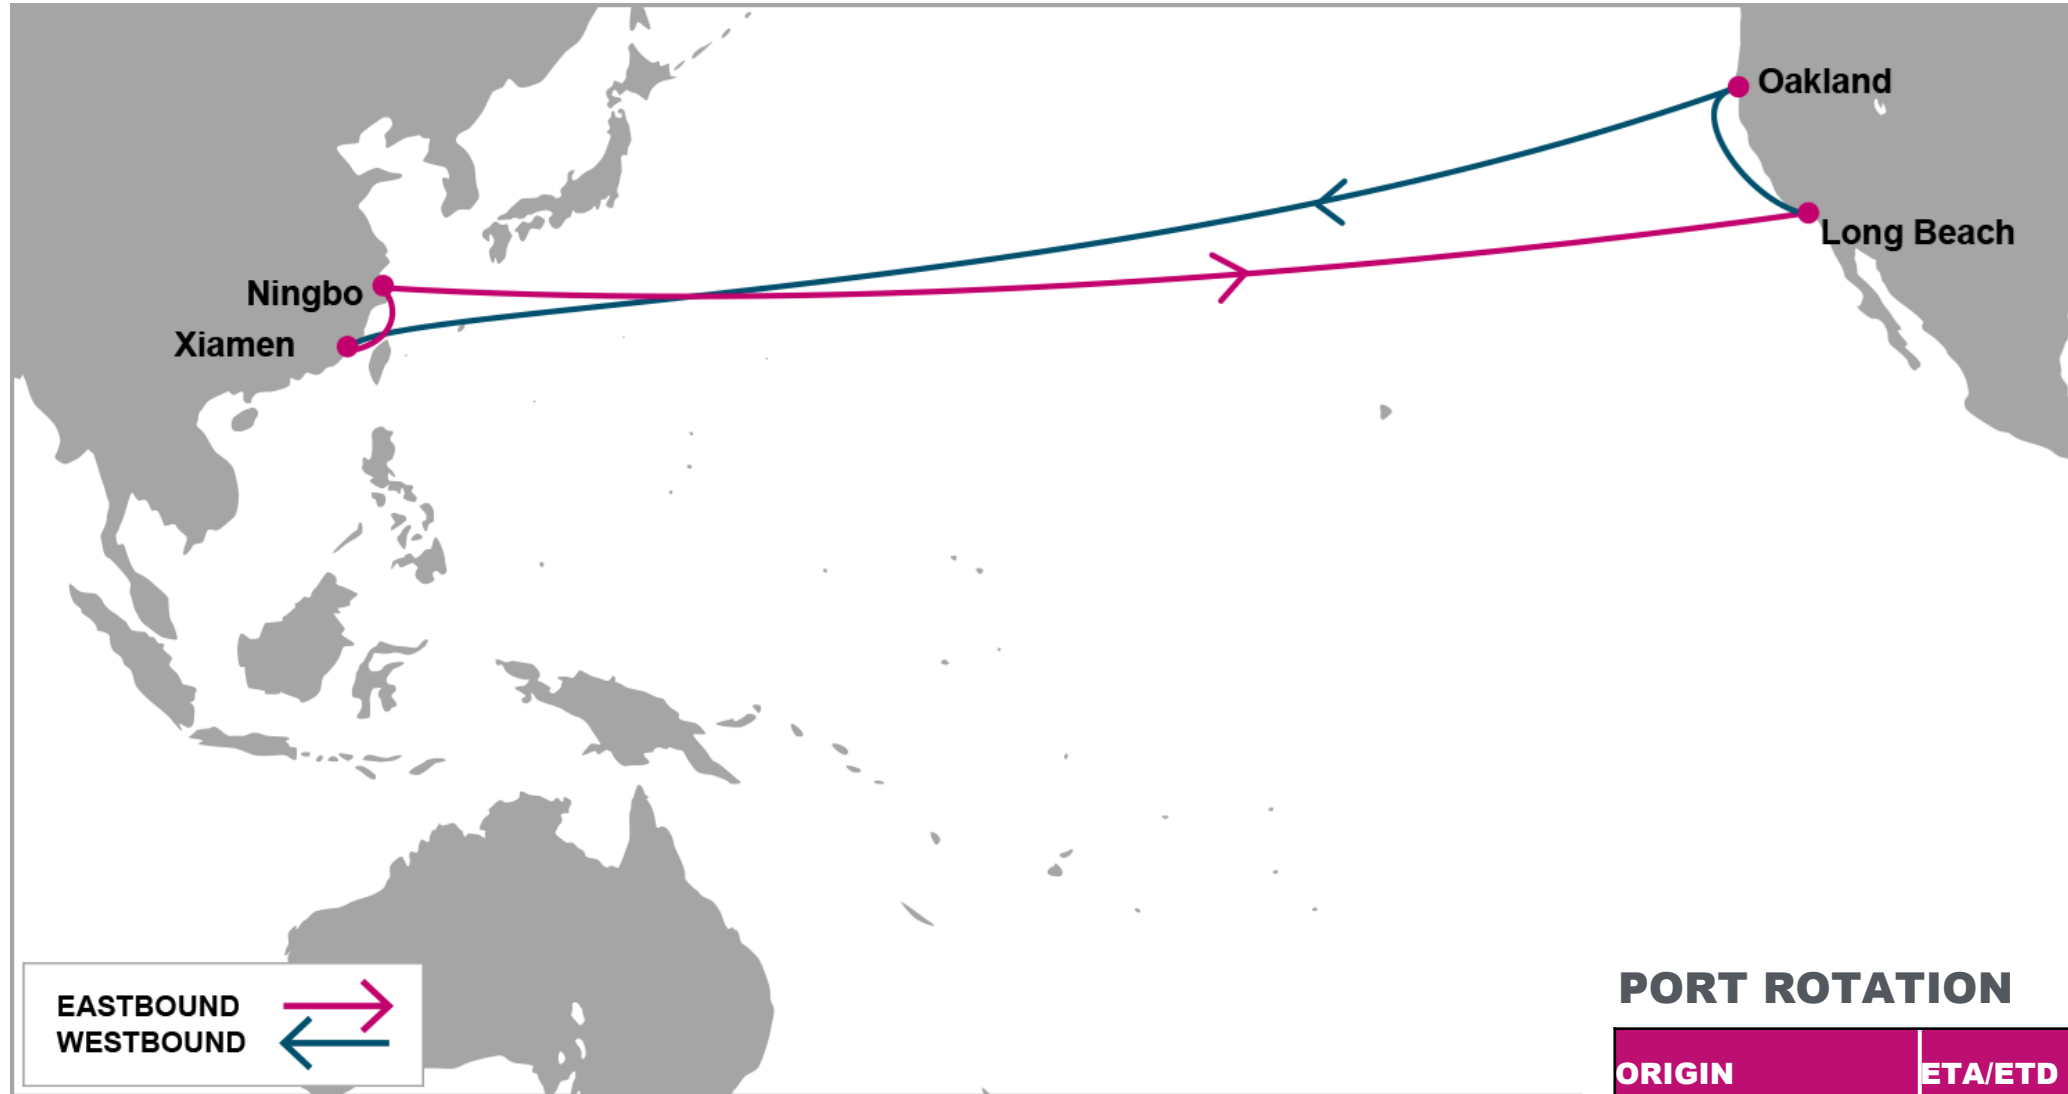 Oakland
Long Beach
Ningbo
Xiamen
EASTBOUND
WESTBOUND
PORT ROTATION
ORIGIN ETA/ETD